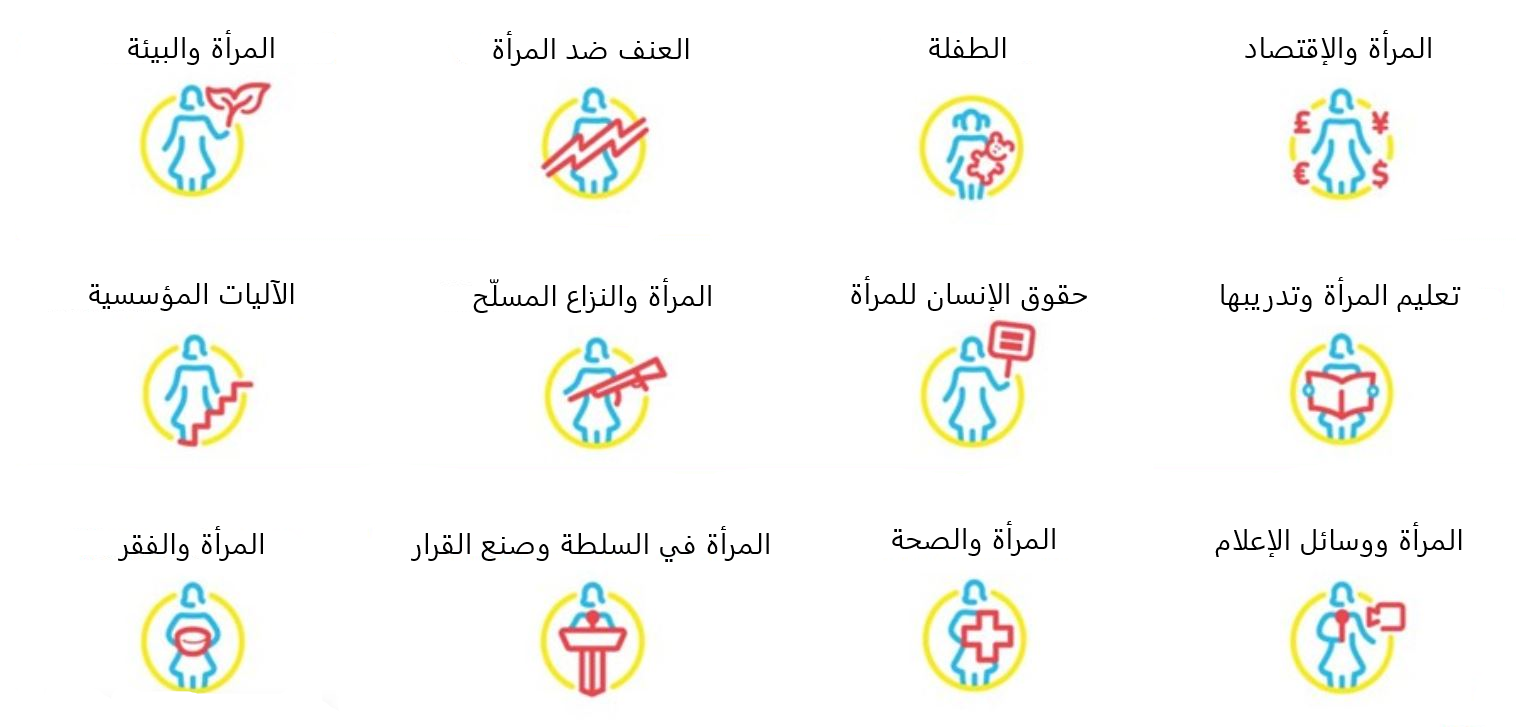 المرأة والإقتصاد
الطفلة
العنف ضد المرأة
المرأة والبيئة
£
¥
€
$
تعليم المرأة وتدريبها
حقوق الإنسان للمرأة
المرأة والنزاع المسلّح
الآليات المؤسسية
المرأة ووسائل الإعلام
المرأة والصحة
المرأة في السلطة وصنع القرار
المرأة والفقر